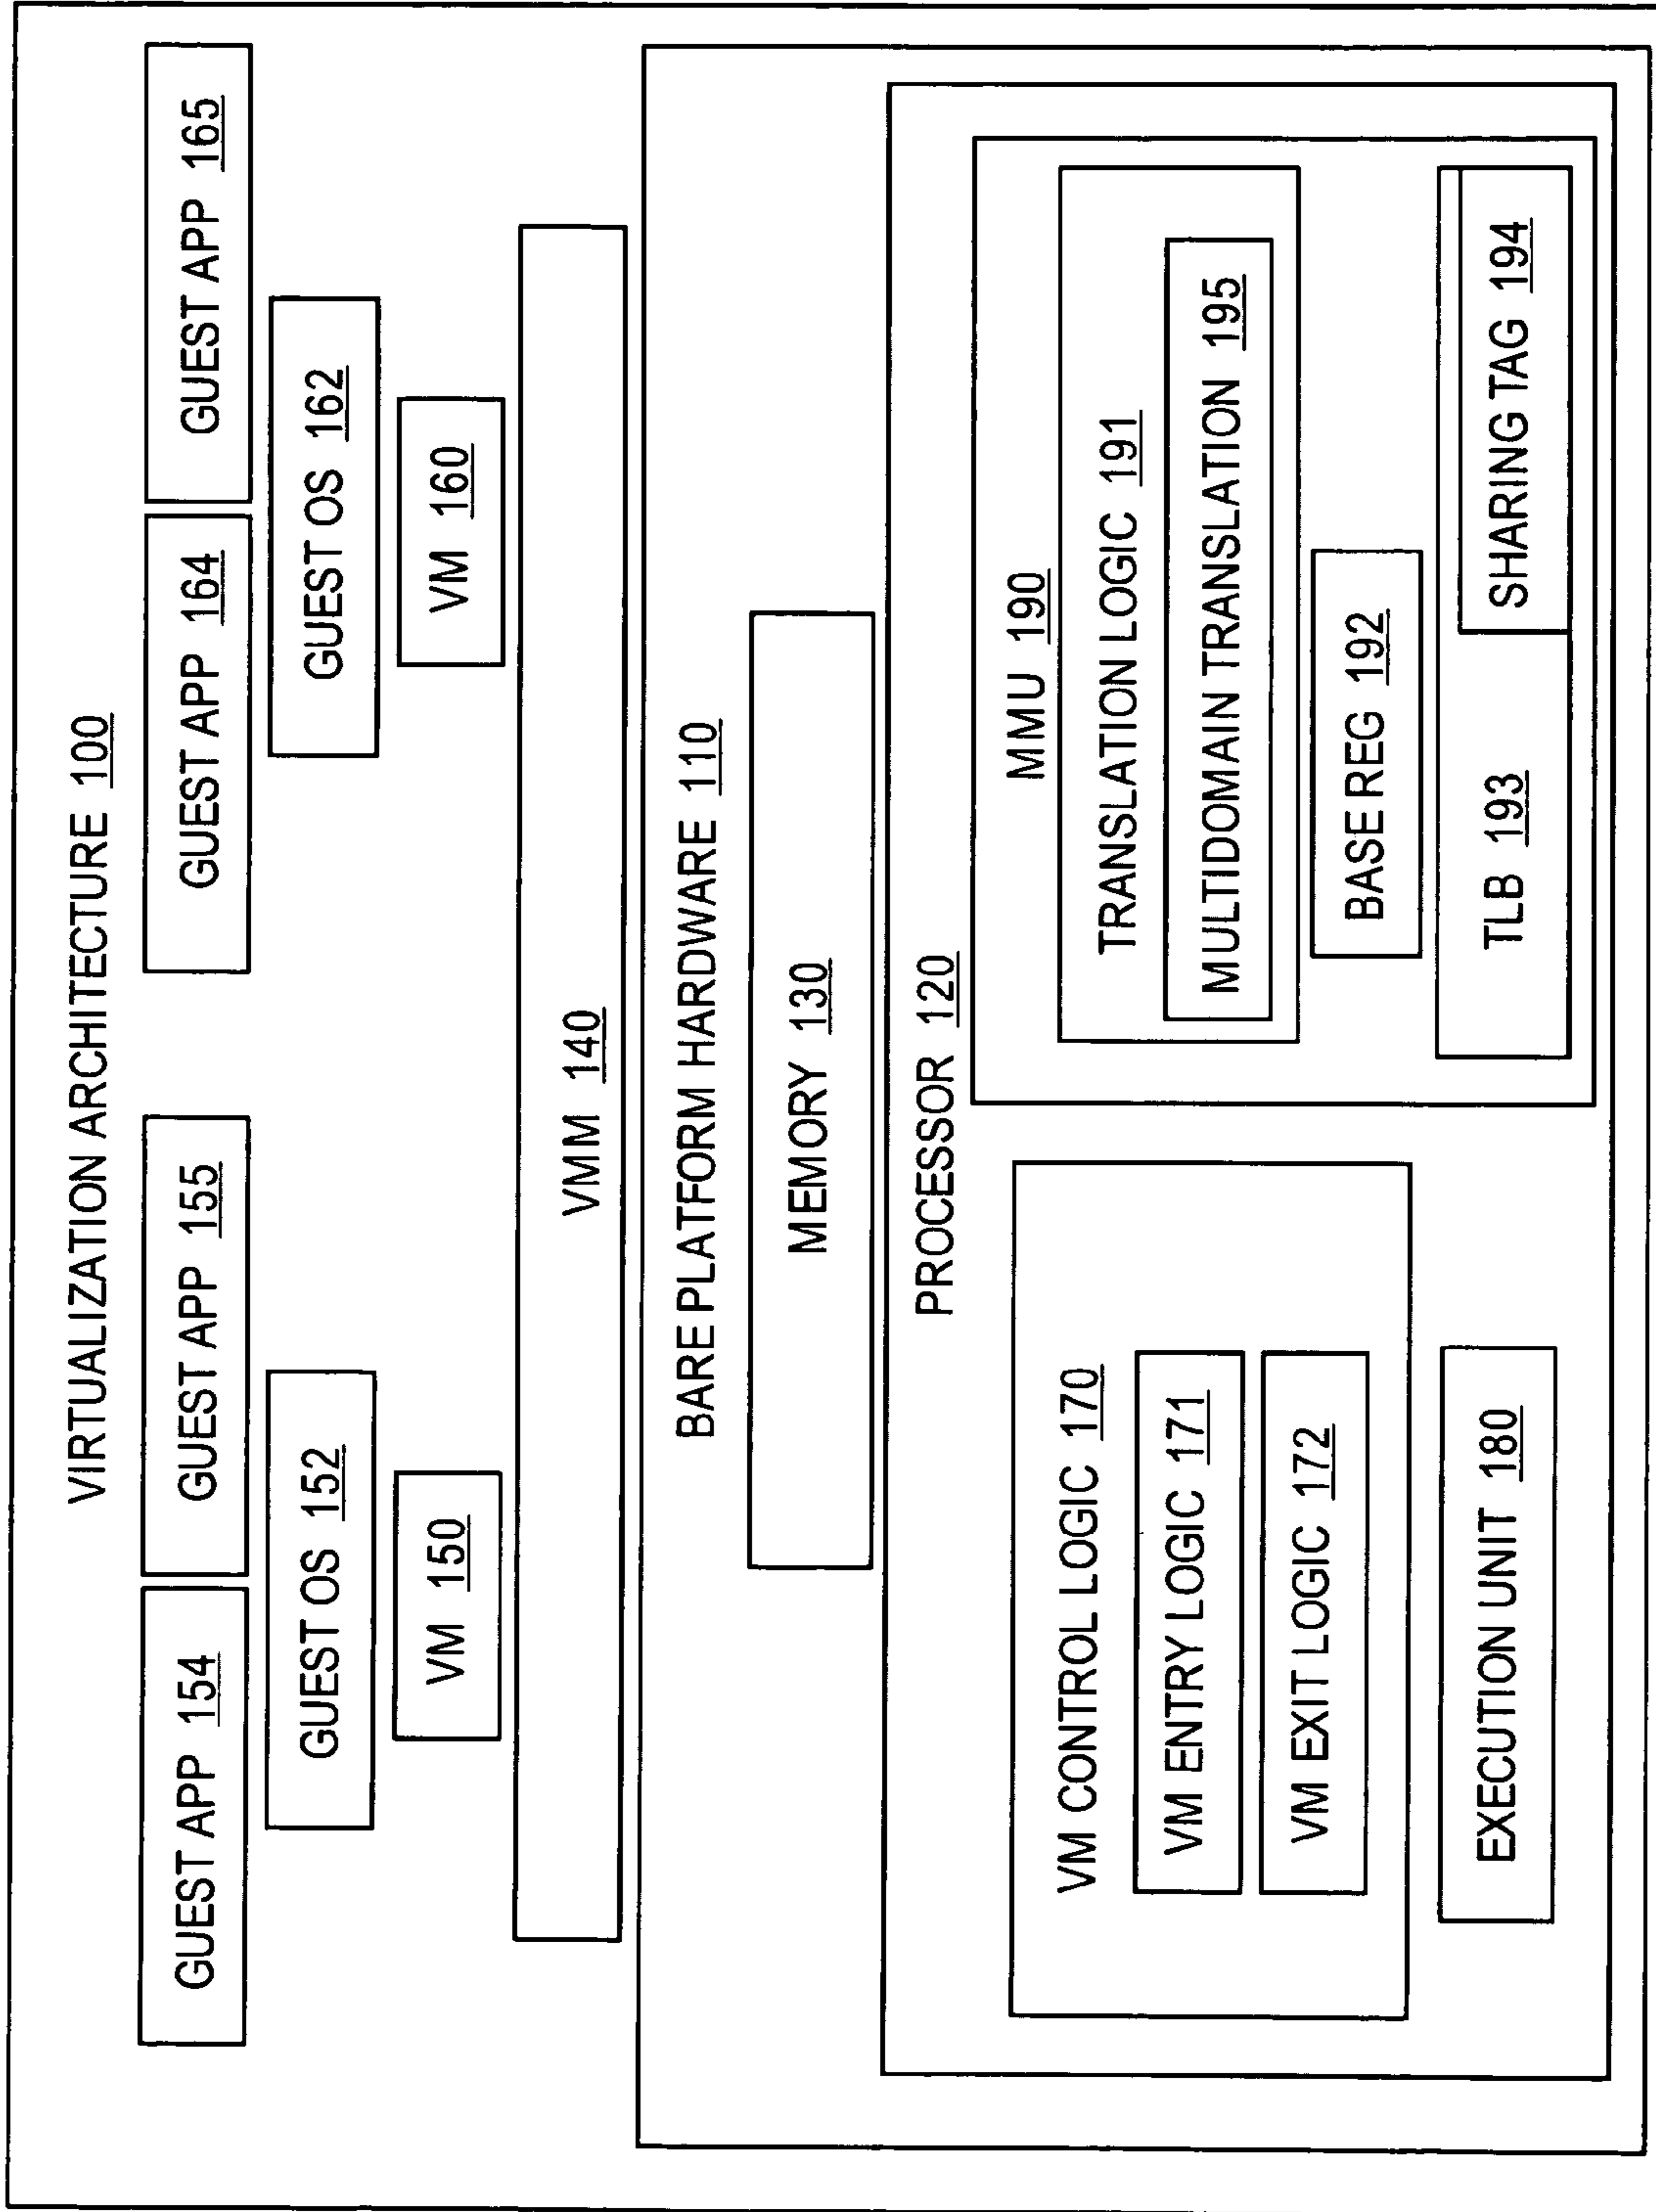 VIRTUALIZATION ARCHITECTURE 100
GUEST APP 154
GUEST APP 155
GUEST APP 164
GUEST APP 165
GUEST OS 152
GUEST OS 162
VM 150
VM 160
VMM 140
BARE PLATFORM HARDWARE 110
MEMORY 130
PROCESSOR 120
VM CONTROL LOGIC 170
VM ENTRY LOGIC 171
VM EXIT LOGIC 172
EXECUTION UNIT 180
MMU 190
TRANSLATION LOGIC 191
MULTIDOMAIN TRANSLATION 195
BASE REG 192
TLB 193
SHARING TAG 194